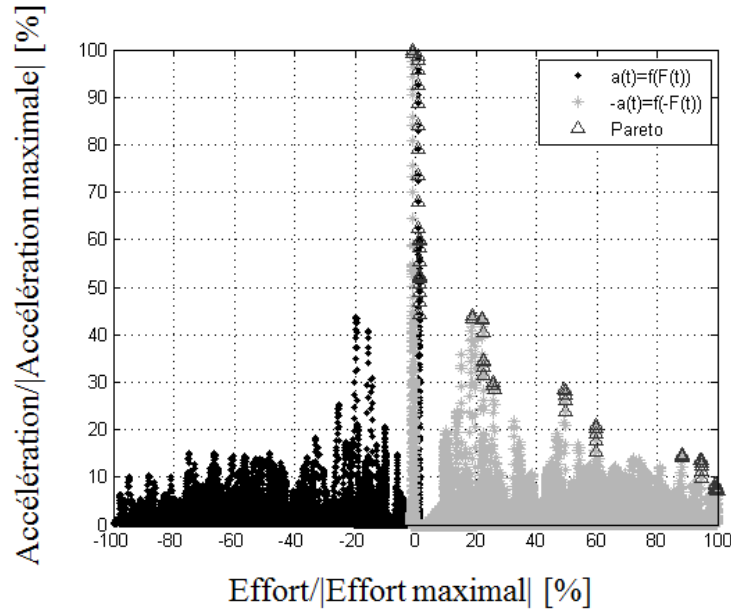 Accélération/|Accélération maximale| [%]
100
90
80
70
60
50
40
30
20
10
0
-100 -80 -60 -40 -20 0 20 40 60 80 100
a(t)=f(F(t))
-a(t)=f(-F(t))
Pareto
Effort/|Effort maximal| [%]